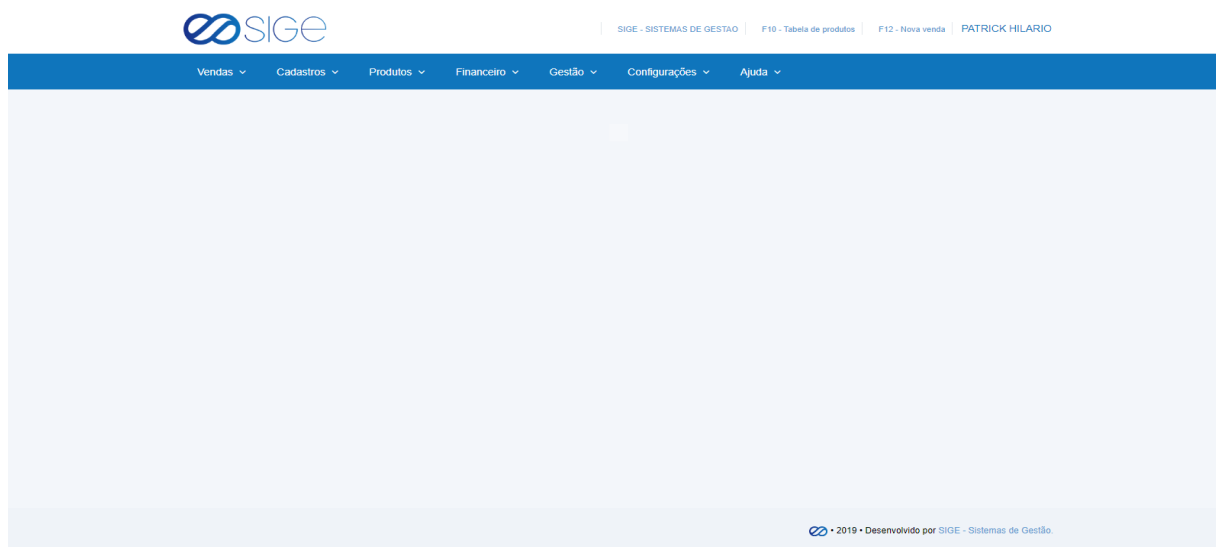 SIGE
SIGE - SISTEMAS DE GESTAO F10 - Tabela de produtos F12 - Nova venda PATRICK HILARIO
Vendas Cadastros Produtos Financeiro Gestão Configurações Ajuda
• 2019 • Desenvolvido por SIGE - Sistemas de Gestão.